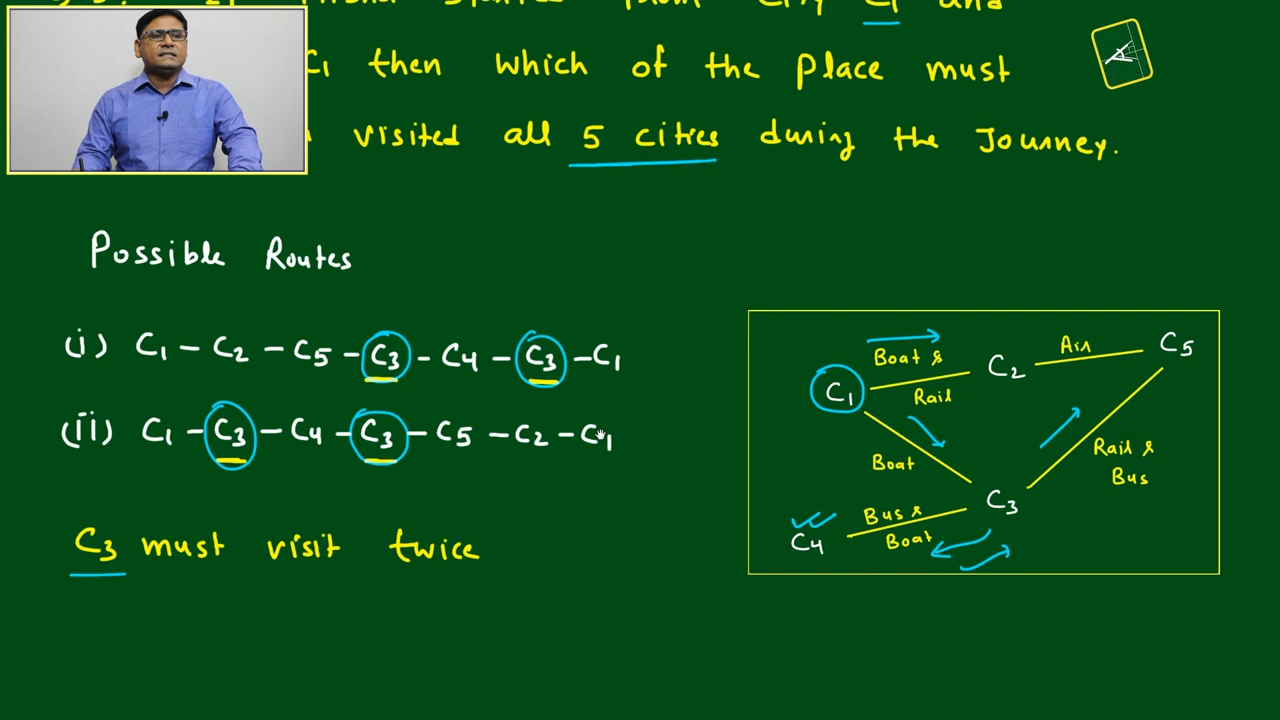 C1 and
C1 then which of the place must
visited all 5 cities during the Journey.
Possible Routes
(i) C1 - C2 - C5 - C3 - C4 - C3 - C1
(ii) C1 - C3 - C4 - C3 - C5 - C2 - C1
C3 must visit twice
C1
Boat &
Rail
C2
Air
C5
Boat
C3
Rail &
Bus
C4
Bus &
Boat